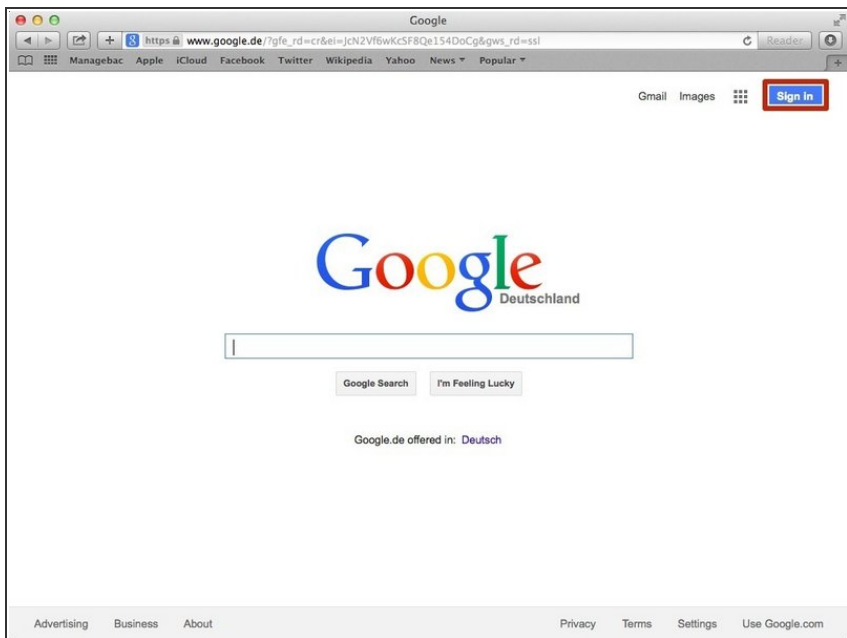 Google
https www.google.de/?gfe_rd=cr&ei=JcN2Vf6wKcSF8Qe154DoCg&gws_rd=ssl Reader
Managebac Apple iCloud Facebook Twitter Wikipedia Yahoo News Popular
Gmail Images Sign in
Google
Deutschland
Google Search I'm Feeling Lucky
Google.de offered in: Deutsch
Advertising Business About Privacy Terms Settings Use Google.com